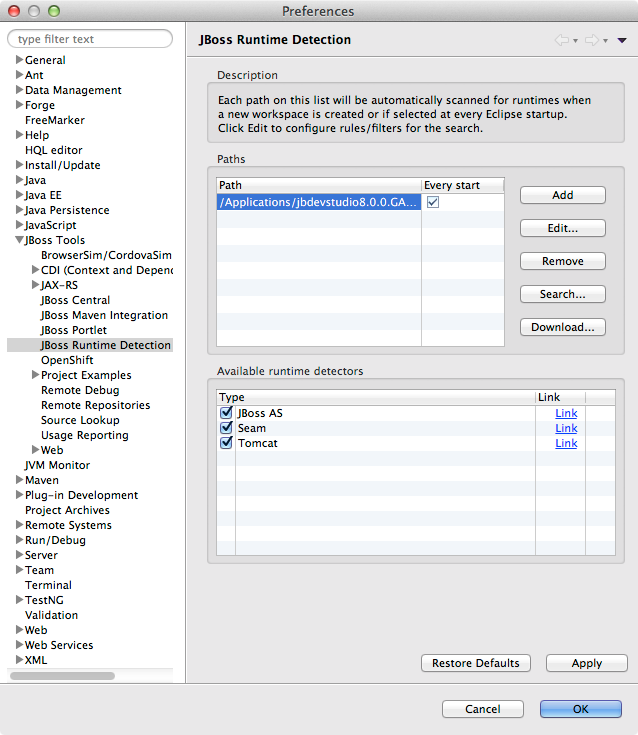 Preferences
type filter text
General
Ant
Data Management
Forge
FreeMarker
Help
HQL editor
Install/Update
Java
Java EE
Java Persistence
JavaScript
JBoss Tools
BrowserSim/CordovaSim
CDI (Context and Depend
JAX-RS
JBoss Central
JBoss Maven Integration
JBoss Portlet
JBoss Runtime Detection
OpenShift
Project Examples
Remote Debug
Remote Repositories
Source Lookup
Usage Reporting
Web
JVM Monitor
Maven
Plug-in Development
Project Archives
Remote Systems
Run/Debug
Server
Team
Terminal
TestNG
Validation
Web
Web Services
XML
JBoss Runtime Detection
Description
Each path on this list will be automatically scanned for runtimes when
a new workspace is created or if selected at every Eclipse startup.
Click Edit to configure rules/filters for the search.
Paths
Path Every start
/Applications/jbdevstudio8.0.0.GA...
Add
Edit...
Remove
Search...
Download...
Available runtime detectors
Type Link
JBoss AS Link
Seam Link
Tomcat Link
Restore Defaults Apply
Cancel OK